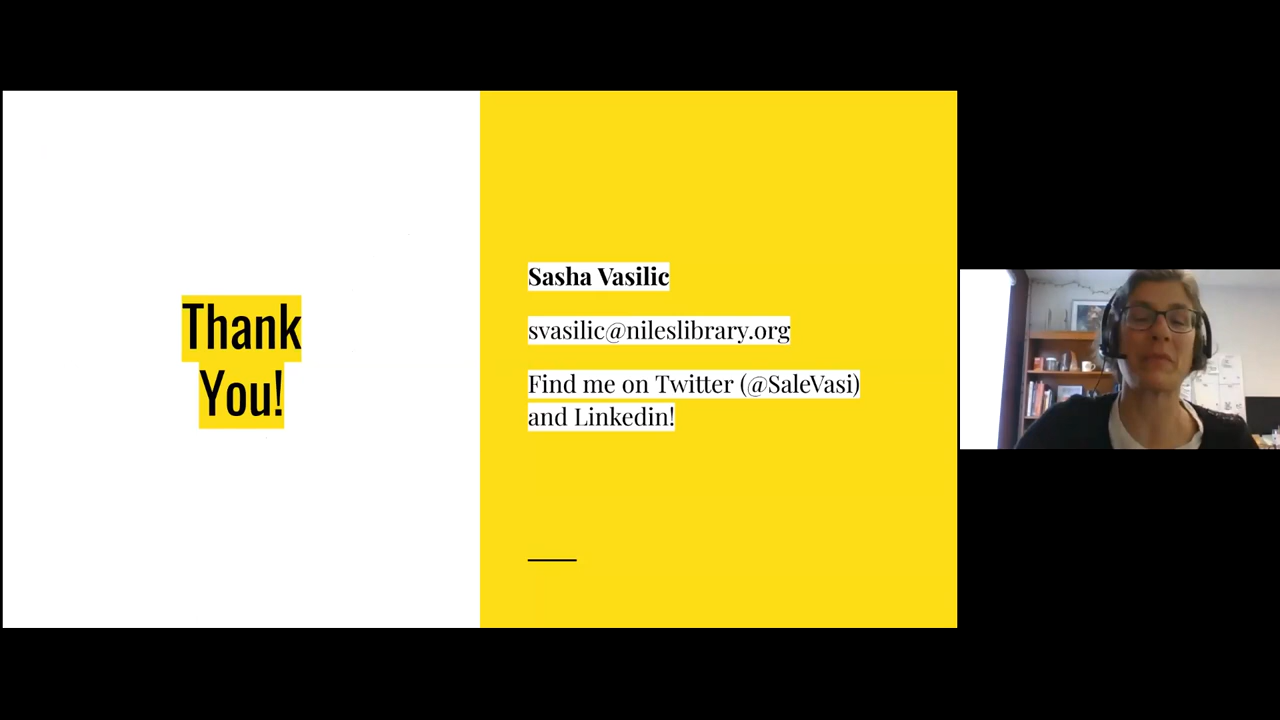 Thank
You!
Sasha Vasilic
svasilic@nileslibrary.org
Find me on Twitter (@SaleVasi)
and Linkedin!